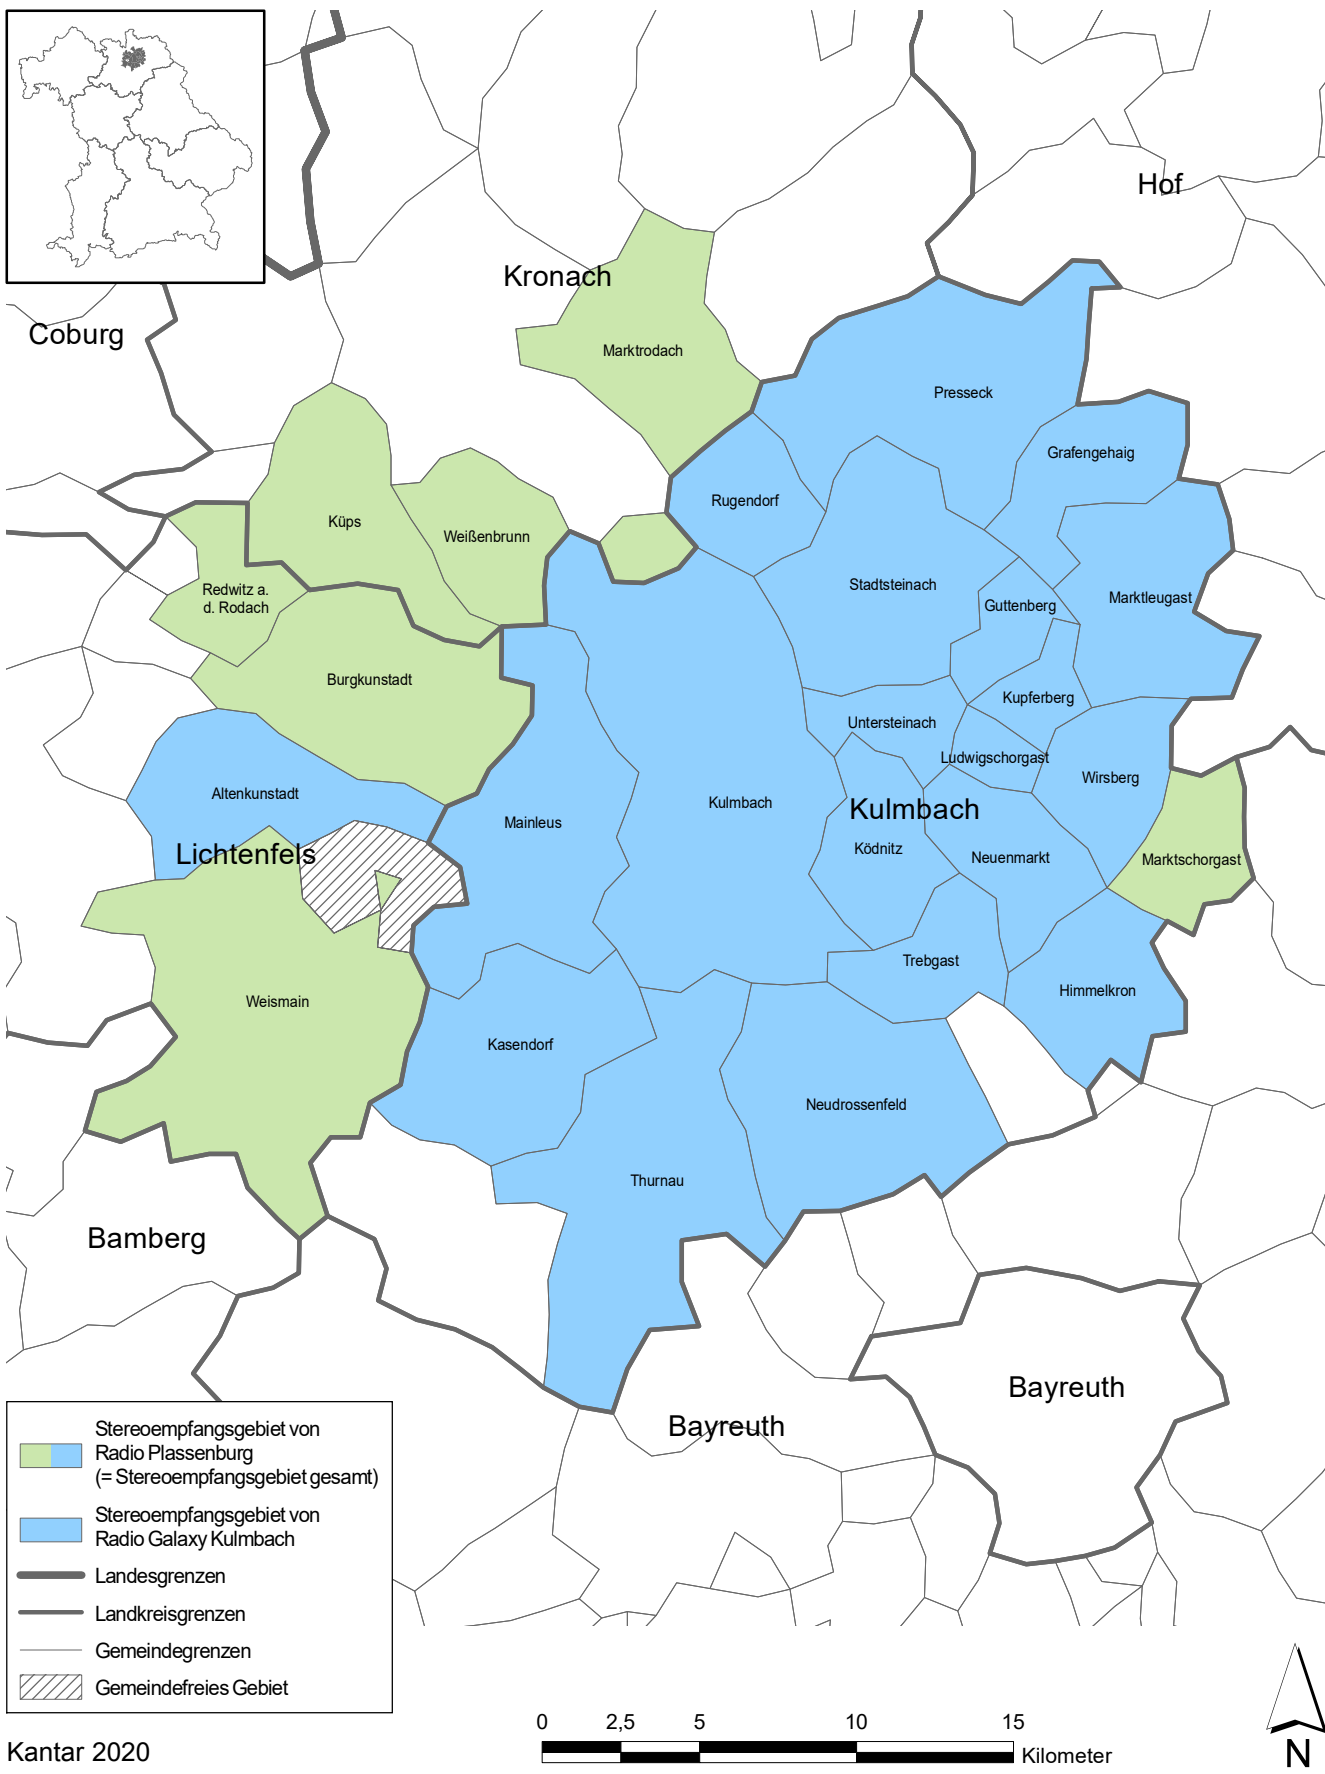 Hof
Kronach
Coburg
Marktrodach
Presseck
Grafengehaig
Rugendorf
Küps
Weißenbrunn
Stadtsteinach
Redwitz a.
d. Rodach
Guttenberg
Marktleugast
Burgkunstadt
Kupferberg
Untersteinach
Ludwigschorgast
Wirsberg
Altenkunstadt
Mainleus
Kulmbach
Kulmbach
Lichtenfels
Ködnitz
Neuenmarkt
Marktschorgast
Trebgast
Himmelkron
Weismain
Kasendorf
Neudrossenfeld
Thurnau
Bamberg
Bayreuth
Bayreuth
Stereoempfangsgebiet von
Radio Plassenburg
(= Stereoempfangsgebiet gesamt)
Stereoempfangsgebiet von
Radio Galaxy Kulmbach
Landesgrenzen
Landkreisgrenzen
Gemeindegrenzen
Gemeindefreies Gebiet
Kantar 2020
0 2,5 5 10 15
Kilometer
N